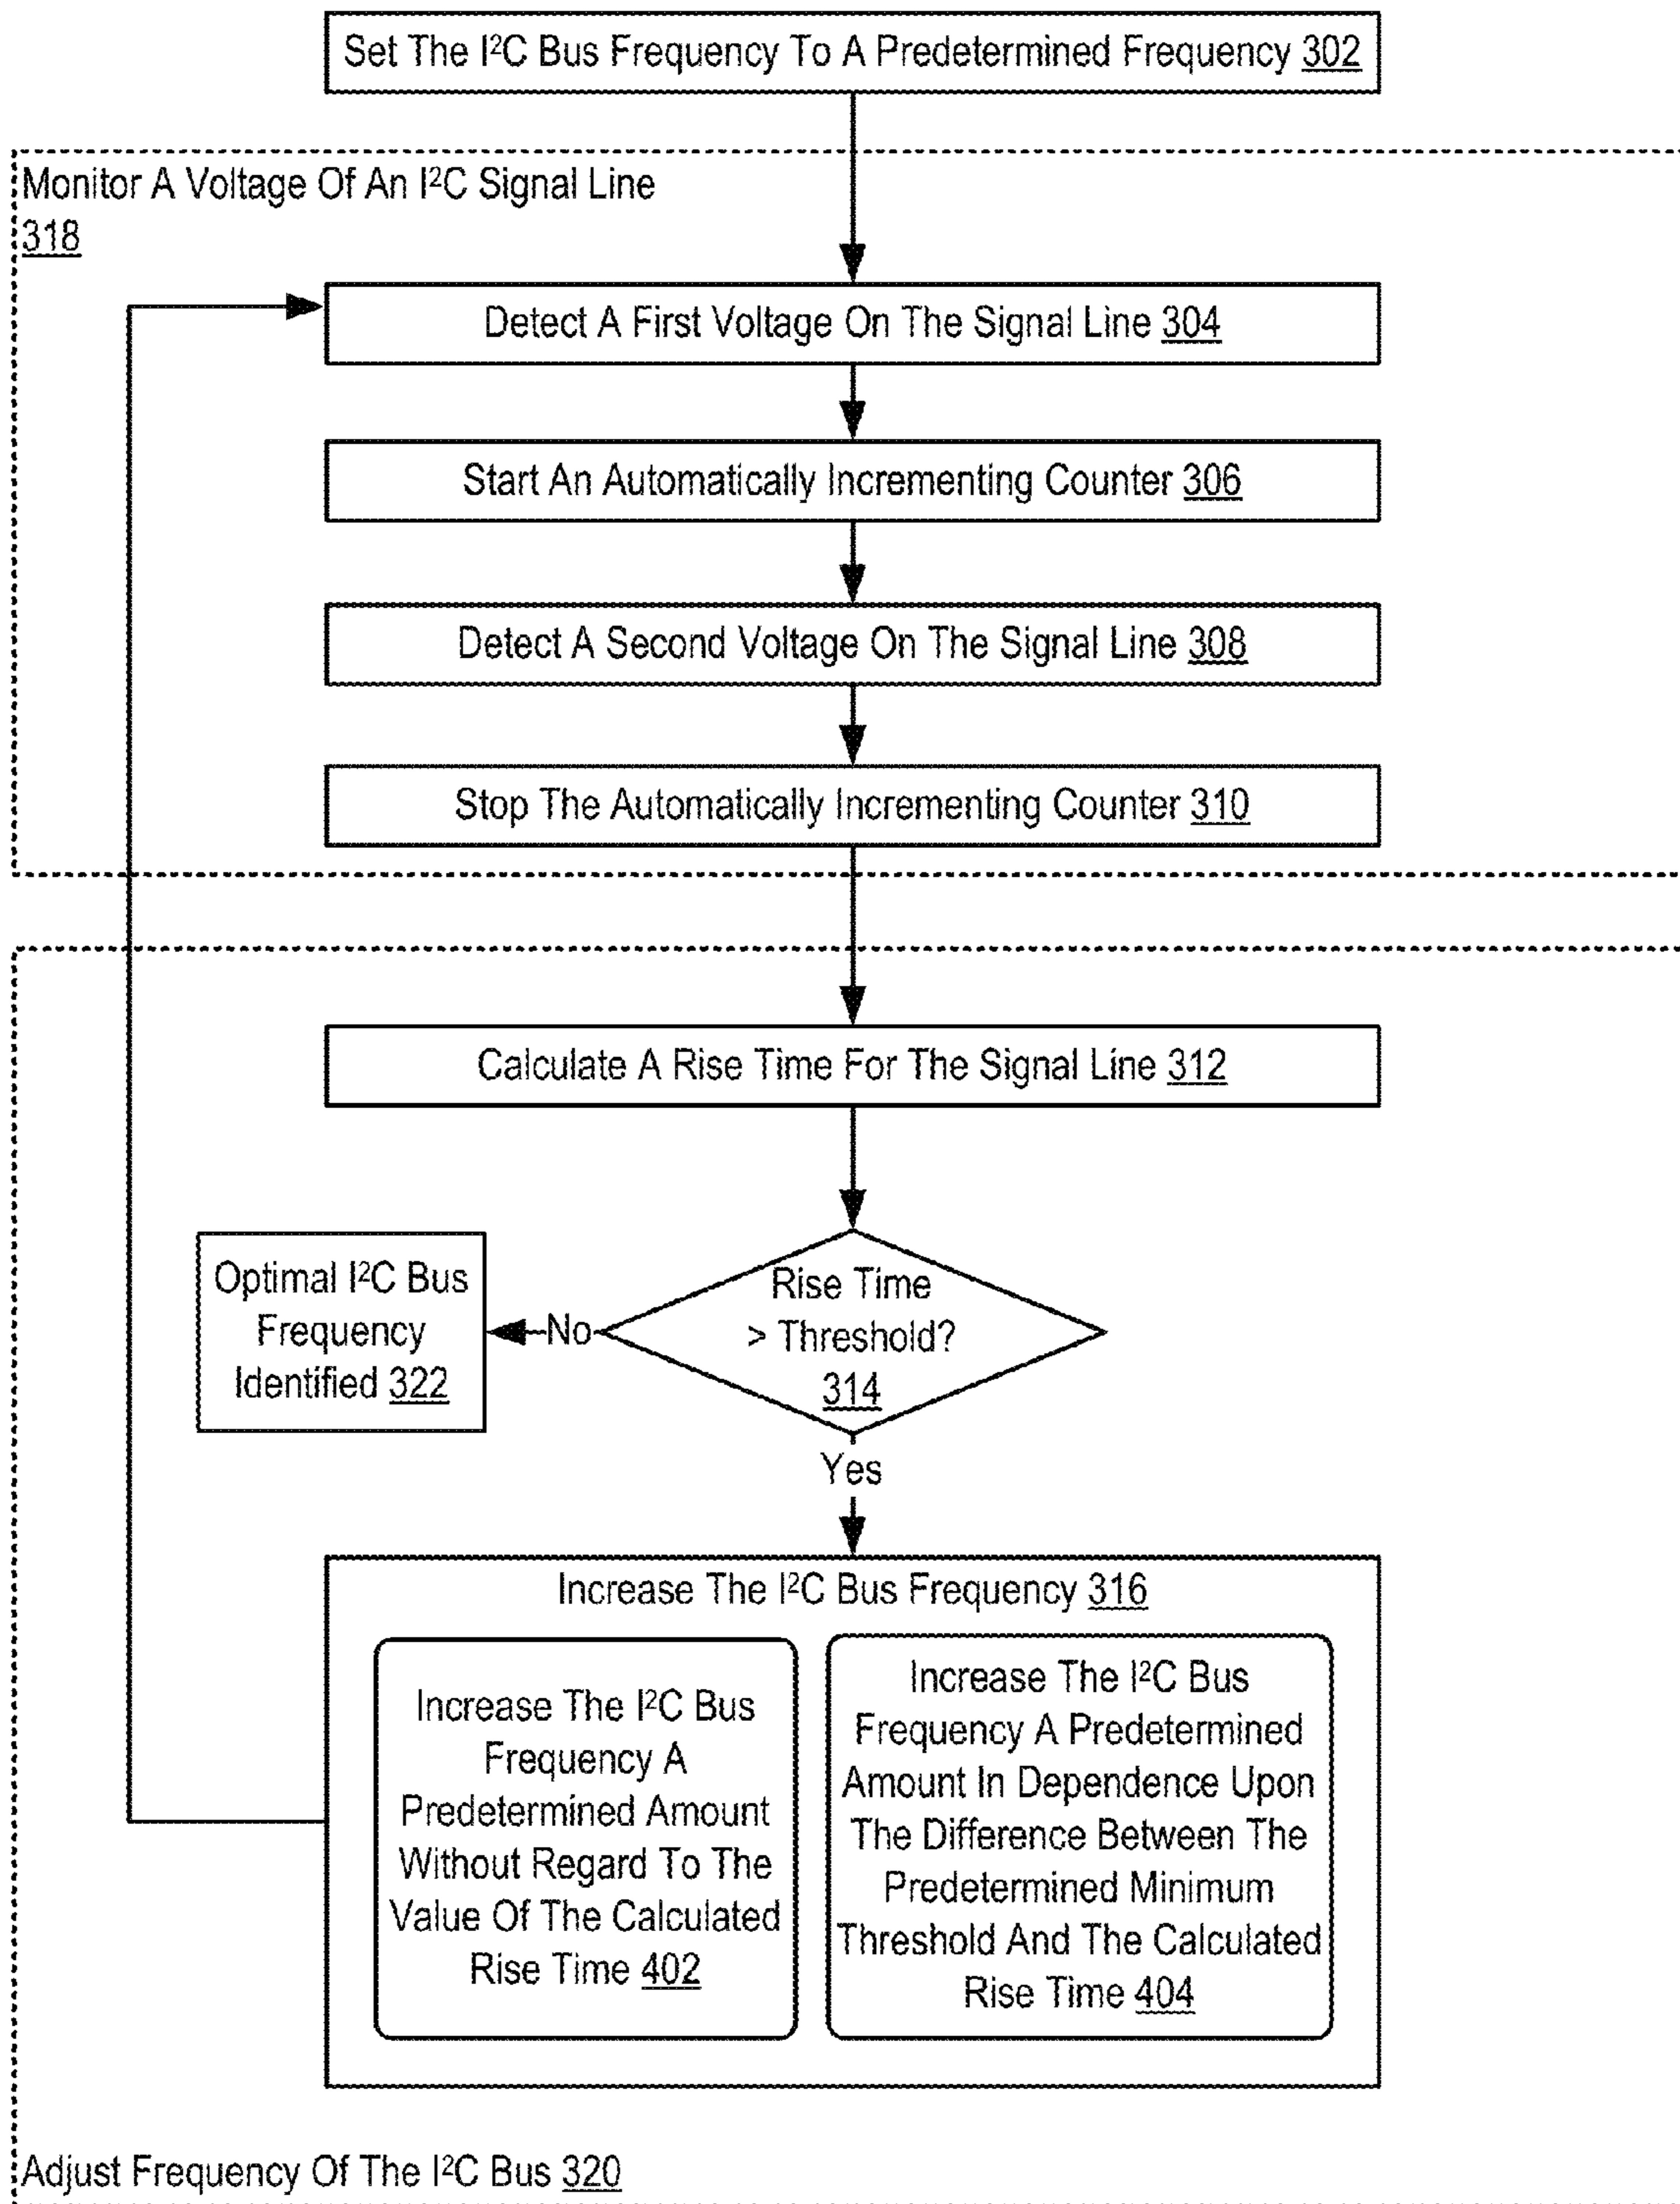 Set The I²C Bus Frequency To A Predetermined Frequency 302
Monitor A Voltage Of An I²C Signal Line
318
Detect A First Voltage On The Signal Line 304
Start An Automatically Incrementing Counter 306
Detect A Second Voltage On The Signal Line 308
Stop The Automatically Incrementing Counter 310
Calculate A Rise Time For The Signal Line 312
Rise Time
> Threshold?
314
No
Optimal I²C Bus
Frequency
Identified 322
Yes
Increase The I²C Bus Frequency 316
Increase The I²C Bus
Frequency A
Predetermined Amount
Without Regard To The
Value Of The Calculated
Rise Time 402
Increase The I²C Bus
Frequency A Predetermined
Amount In Dependence Upon
The Difference Between The
Predetermined Minimum
Threshold And The Calculated
Rise Time 404
Adjust Frequency Of The I²C Bus 320